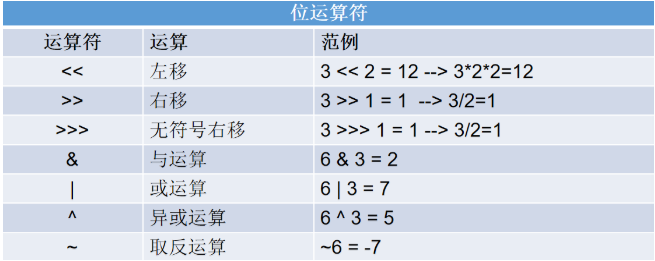 位运算符
运算符 运算 范例
<< 左移 3 << 2 = 12 --> 3*2*2=12
>> 右移 3 >> 1 = 1 --> 3/2=1
>>> 无符号右移 3 >>> 1 = 1 --> 3/2=1
& 与运算 6 & 3 = 2
| 或运算 6 | 3 = 7
^ 异或运算 6 ^ 3 = 5
~ 取反运算 ~6 = -7